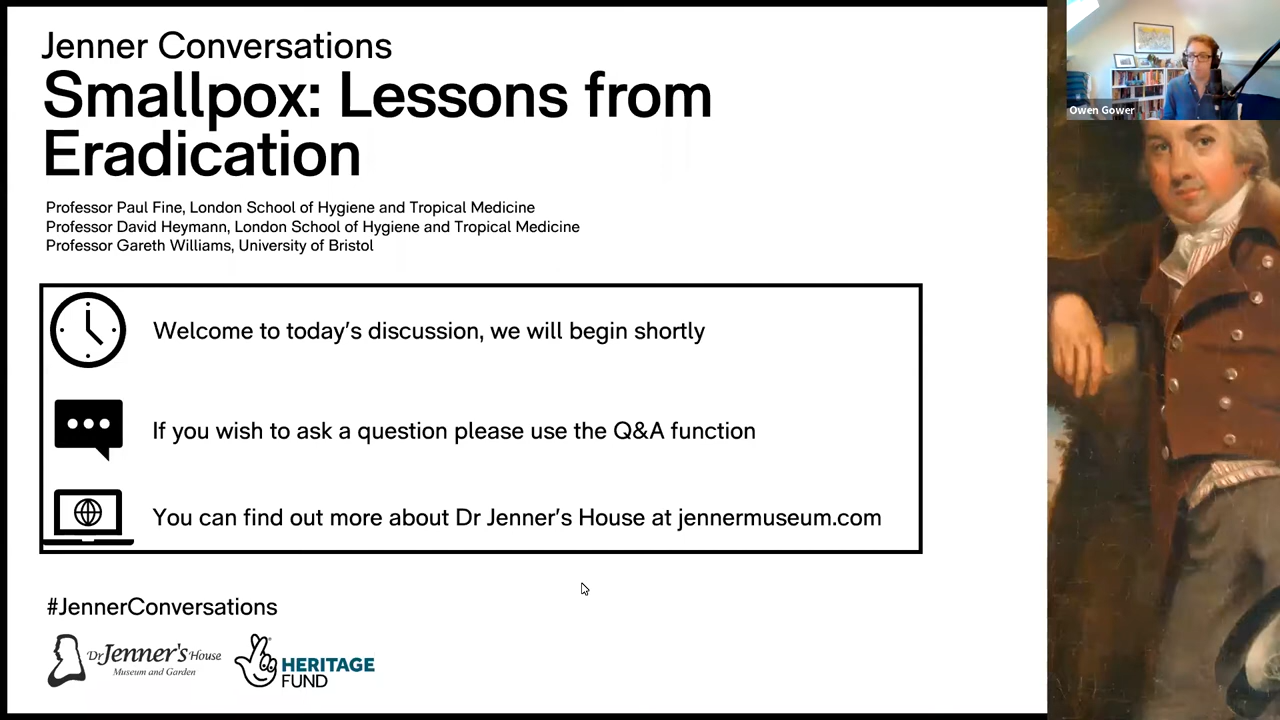 Jenner Conversations
Smallpox: Lessons from
Eradication
Professor Paul Fine, London School of Hygiene and Tropical Medicine
Professor David Heymann, London School of Hygiene and Tropical Medicine
Professor Gareth Williams, University of Bristol
Welcome to today’s discussion, we will begin shortly
If you wish to ask a question please use the Q&A function
You can find out more about Dr Jenner’s House at jennermuseum.com
#JennerConversations
Dr Jenner's House
Museum and Garden
HERITAGE
FUND
Owen Gower